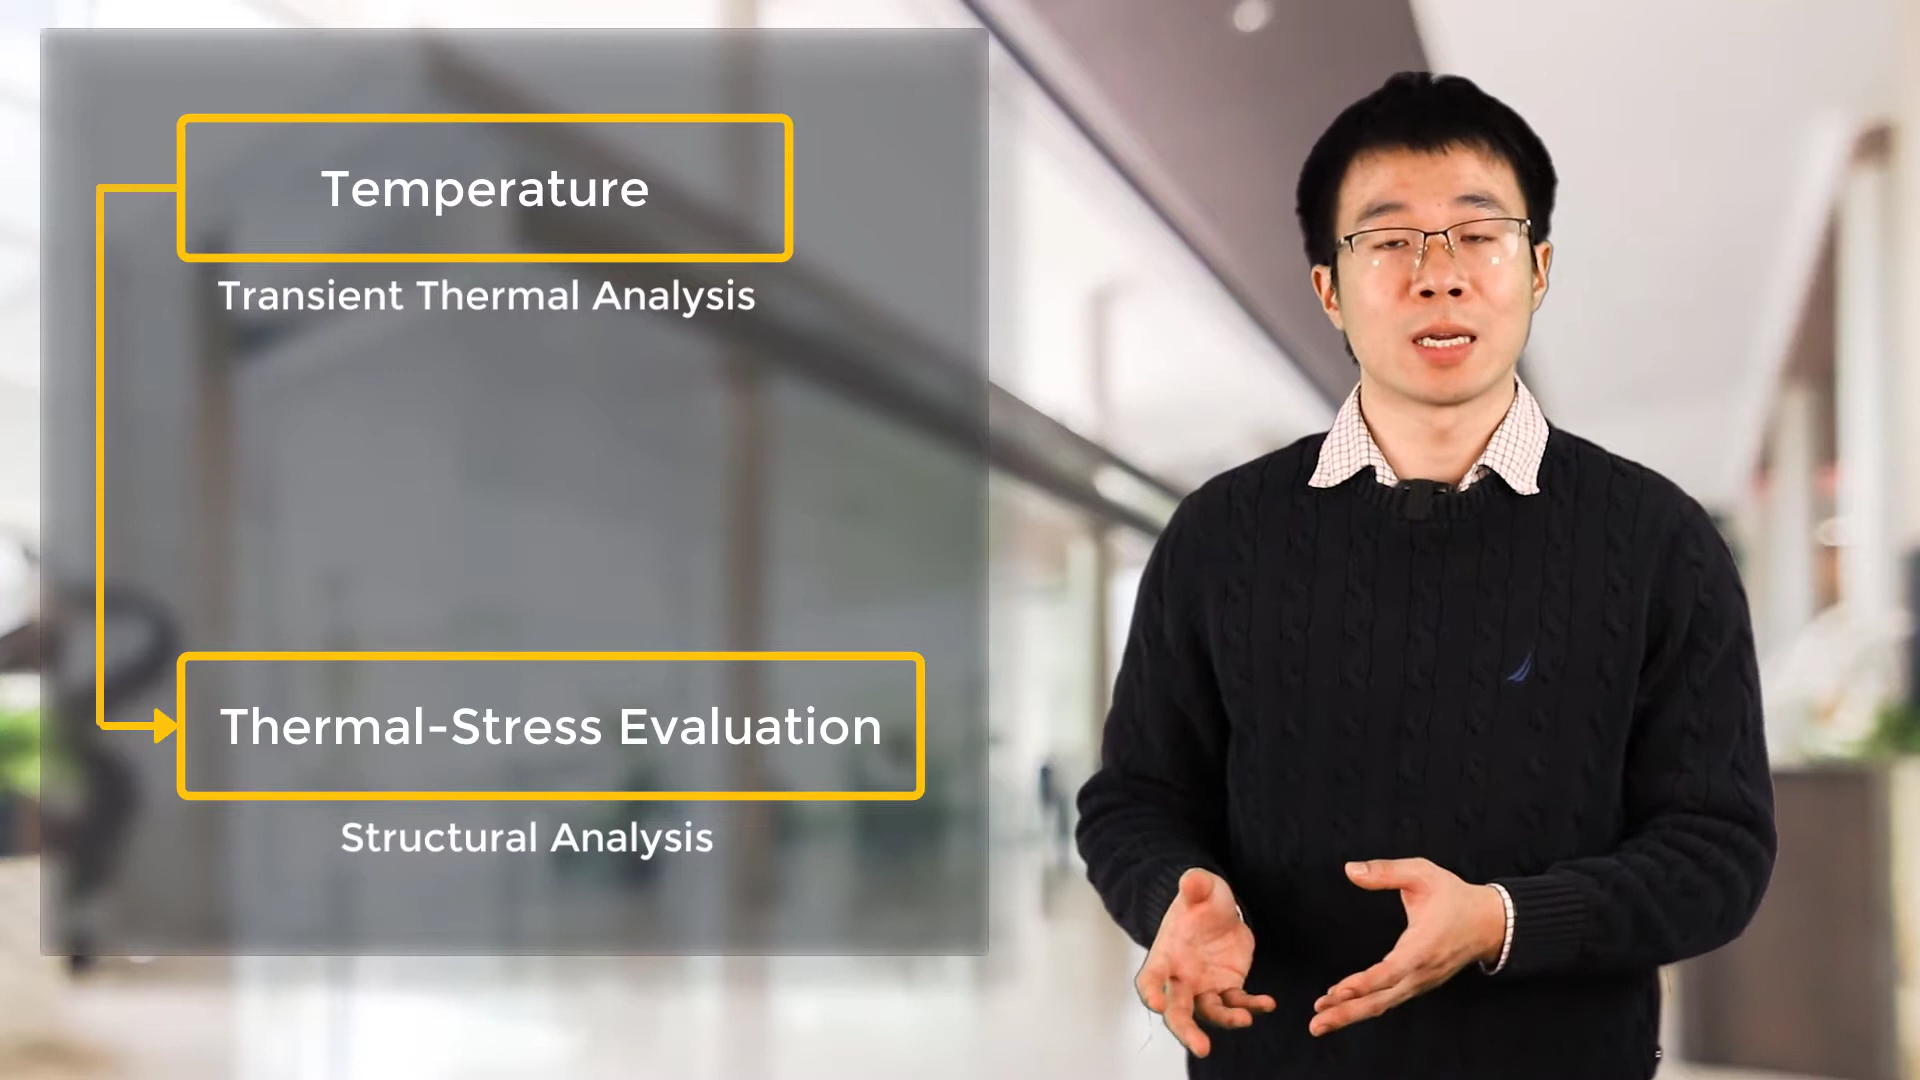 Temperature
Transient Thermal Analysis
Thermal-Stress Evaluation
Structural Analysis